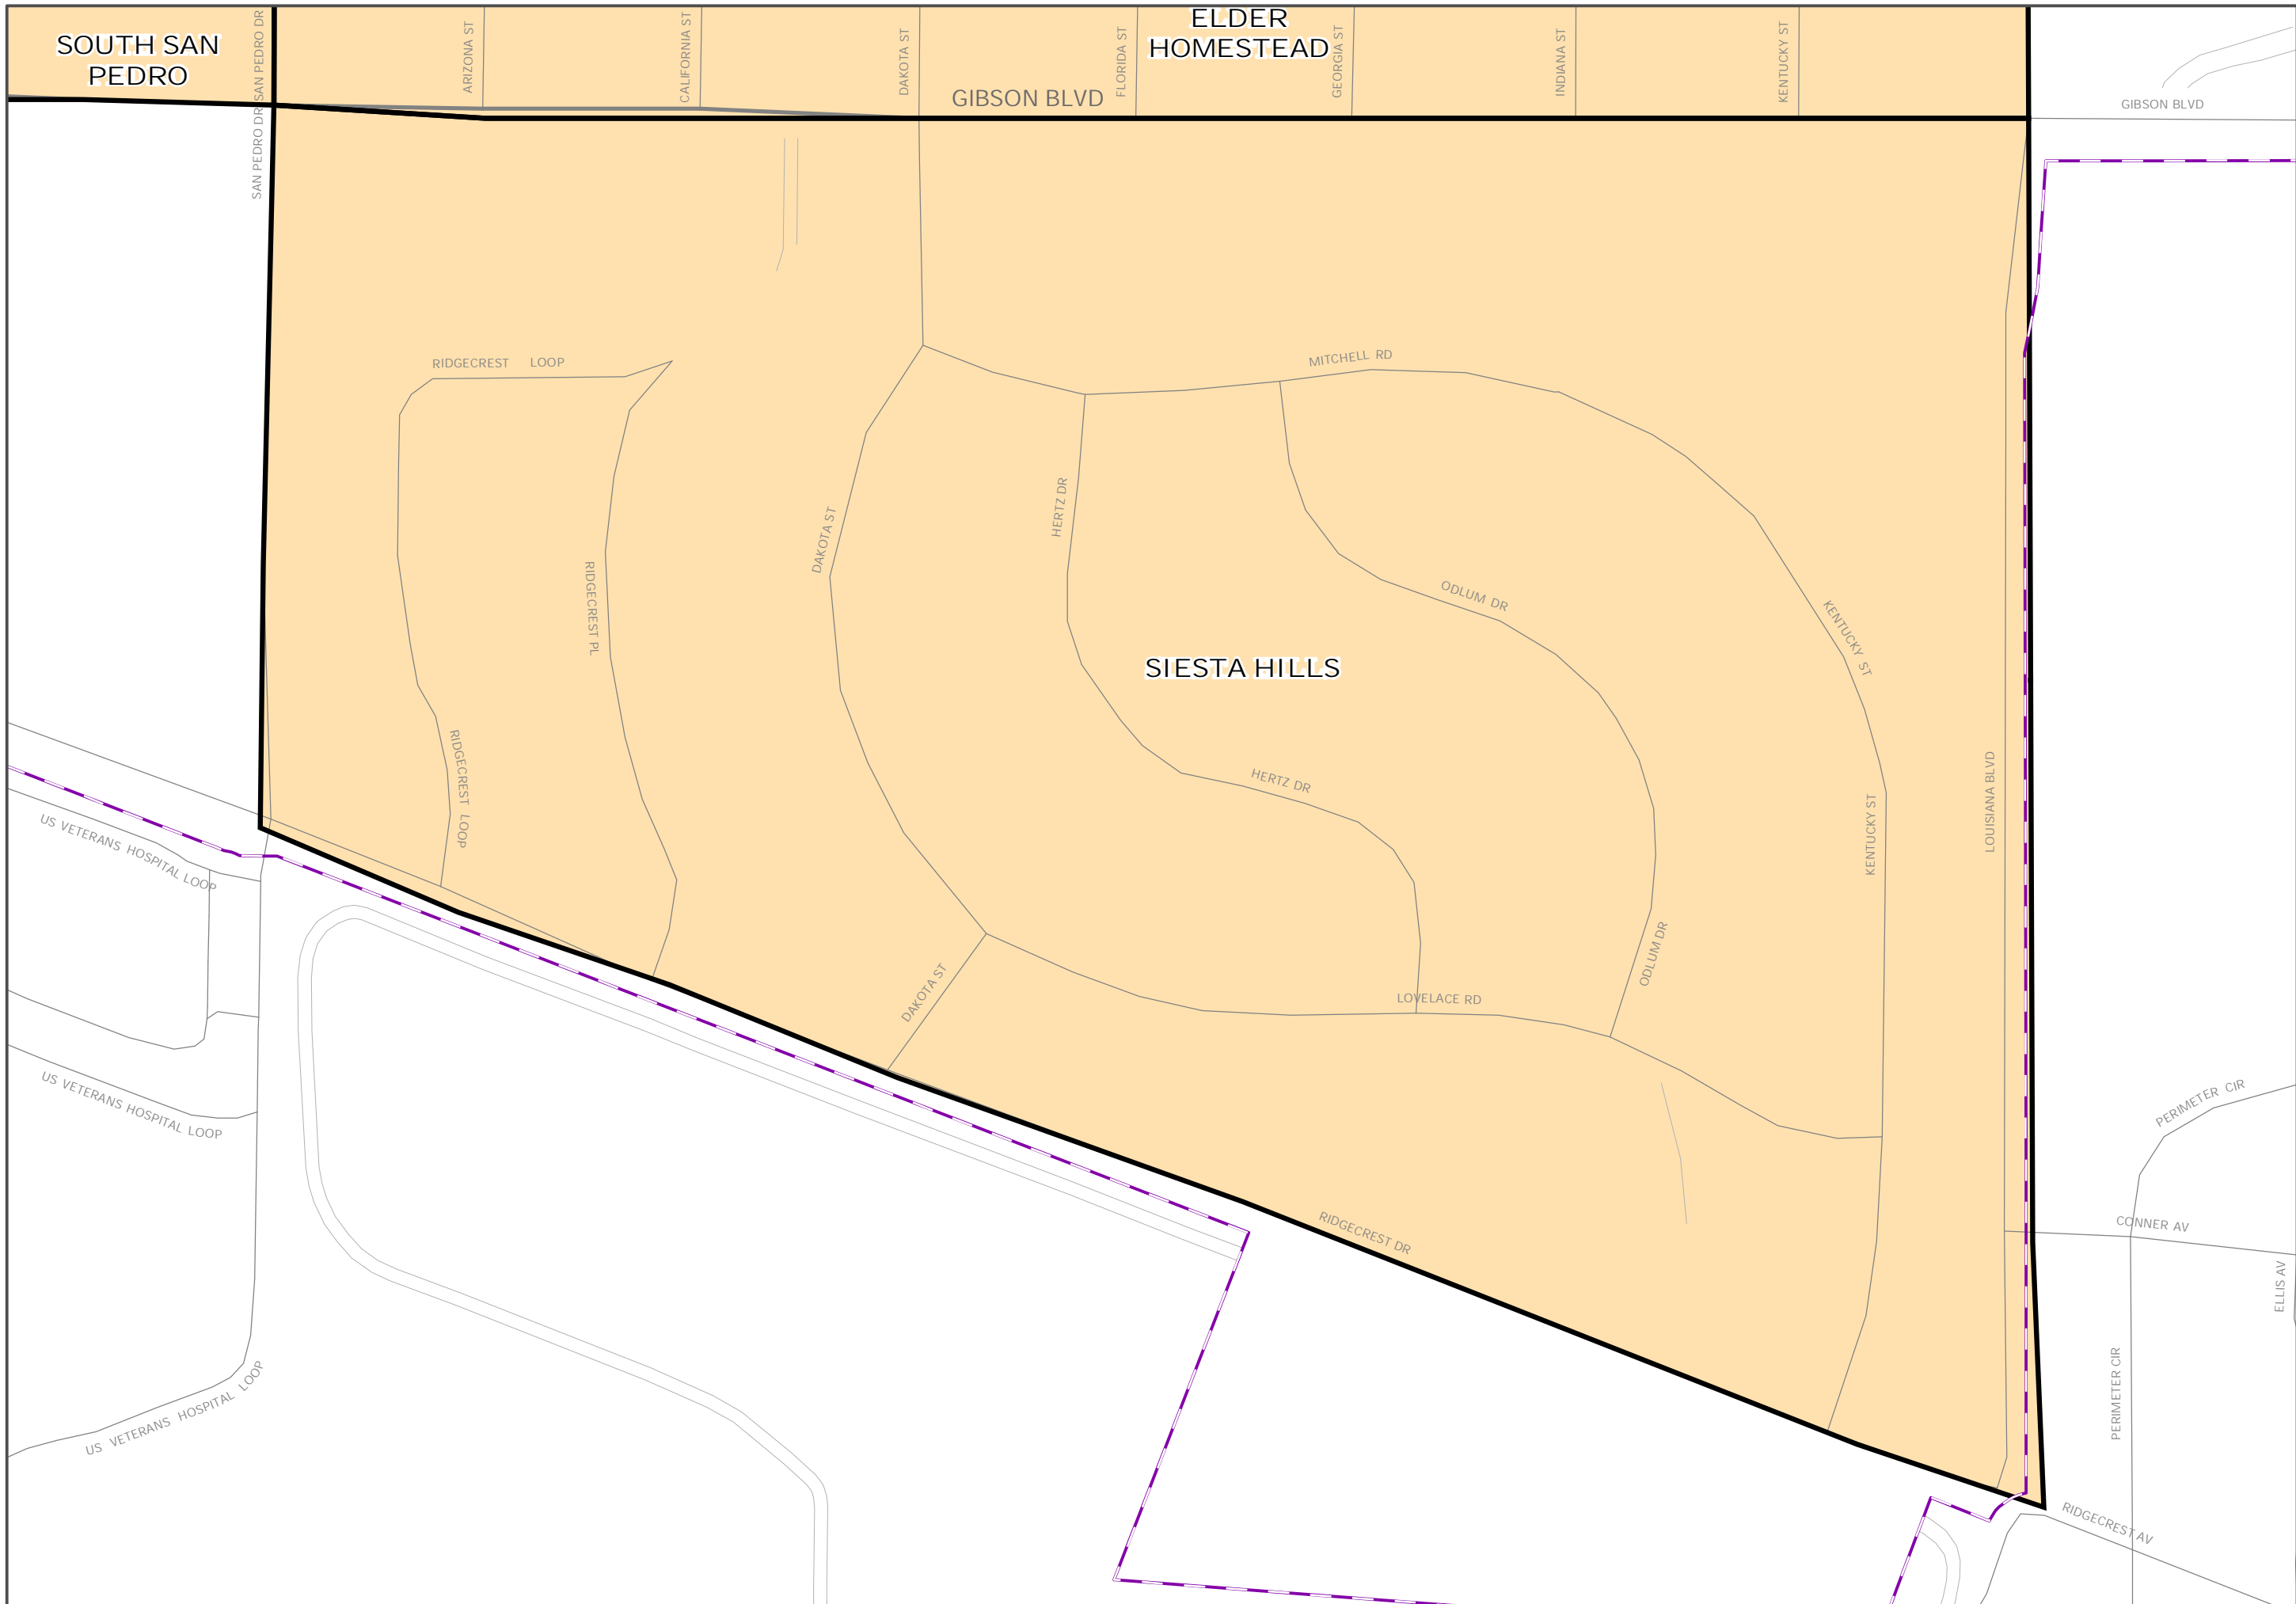 SOUTH SAN
PEDRO
SAN PEDRO DR
SAN PEDRO DR
SAN PEDRO DR
ARIZONA ST
CALIFORNIA ST
DAKOTA ST
FLORIDA ST
ELDER
HOMESTEAD
GEORGIA ST
INDIANA ST
KENTUCKY ST
GIBSON BLVD
GIBSON BLVD
RIDGECREST LOOP
MITCHELL RD
DAKOTA ST
HERTZ DR
RIDGECREST PL
ODLUM DR
KENTUCKY ST
SIESTA HILLS
RIDGECREST LOOP
HERTZ DR
KENTUCKY ST
LOUISIANA BLVD
US VETERANS HOSPITAL LOOP
ODLUM DR
DAKOTA ST
LOVELACE RD
US VETERANS HOSPITAL LOOP
PERIMETER CIR
RIDGECREST DR
CONNER AV
ELLIS AV
PERIMETER CIR
US VETERANS HOSPITAL LOOP
RIDGECREST AV